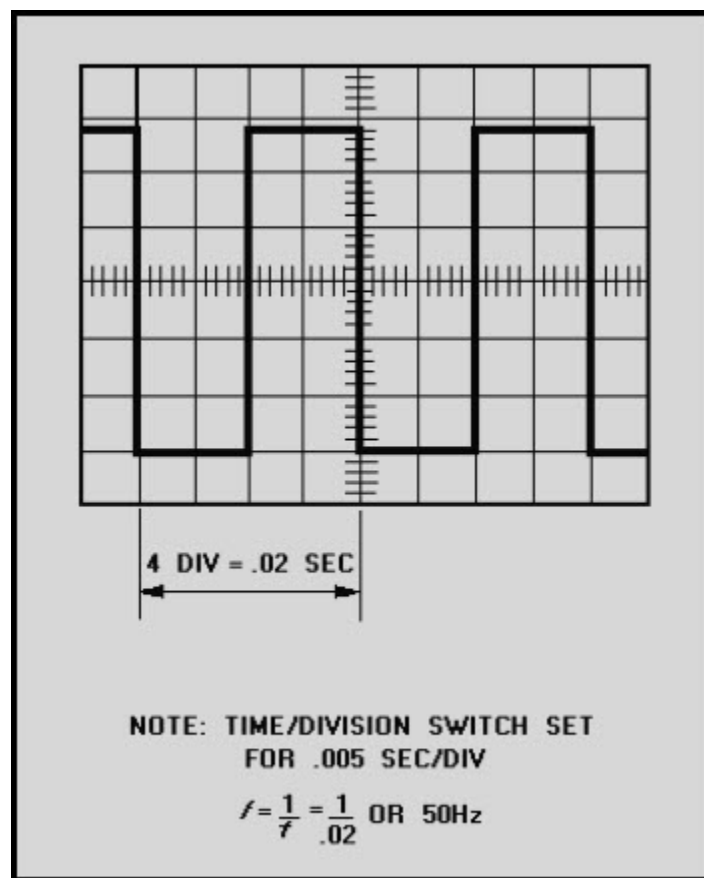 4 DIV = .02 SEC
NOTE: TIME/DIVISION SWITCH SET
FOR .005 SEC/DIV
f = 1/f = 1/.02 OR 50Hz